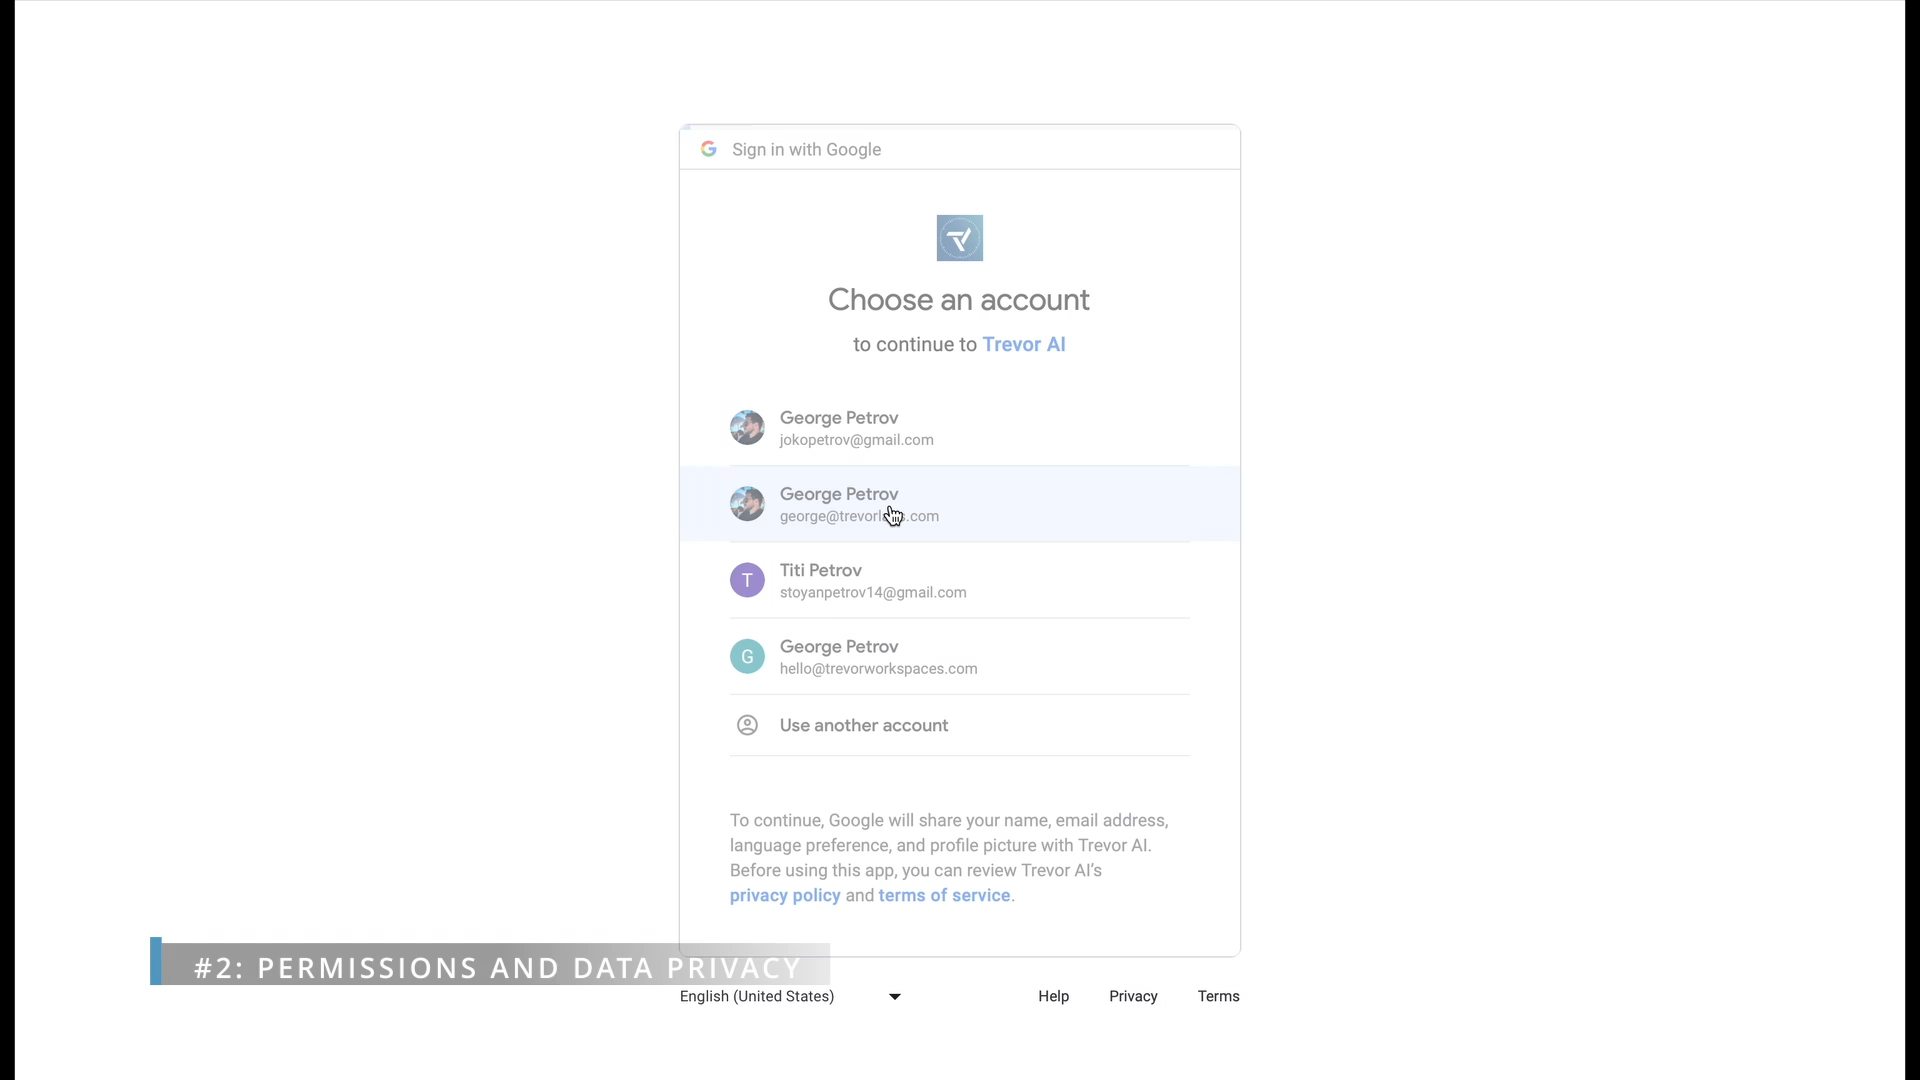 Sign in with Google
Choose an account
to continue to Trevor AI
George Petrov
jokopetrov@gmail.com
George Petrov
T
Titi Petrov
stoyanpetrov14@gmail.com
G
George Petrov
hello@trevorworkspaces.com
Use another account
To continue, Google will share your name, email address,
language preference, and profile picture with Trevor AI.
Before using this app, you can review Trevor AI’s
privacy policy and terms of service.
#2: PERMISSIONS AND DATA PRIVACY
English (United States)
Help
Privacy
Terms